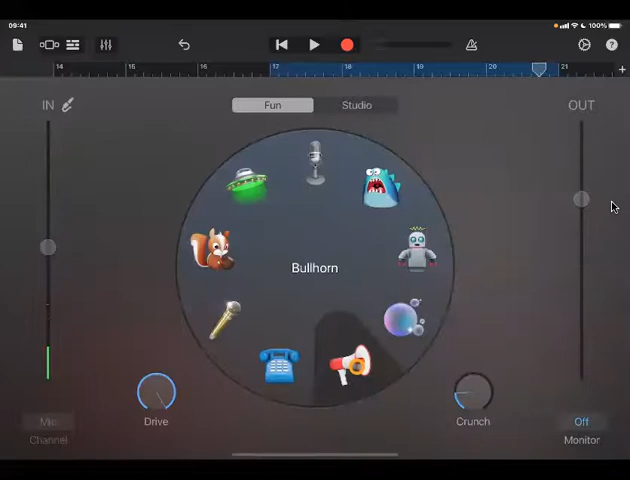 09:41
100%
14 15 16 17 18 19 20 21
IN Fun Studio OUT
Bullhorn
Drive Crunch
Mic Off
Channel Monitor